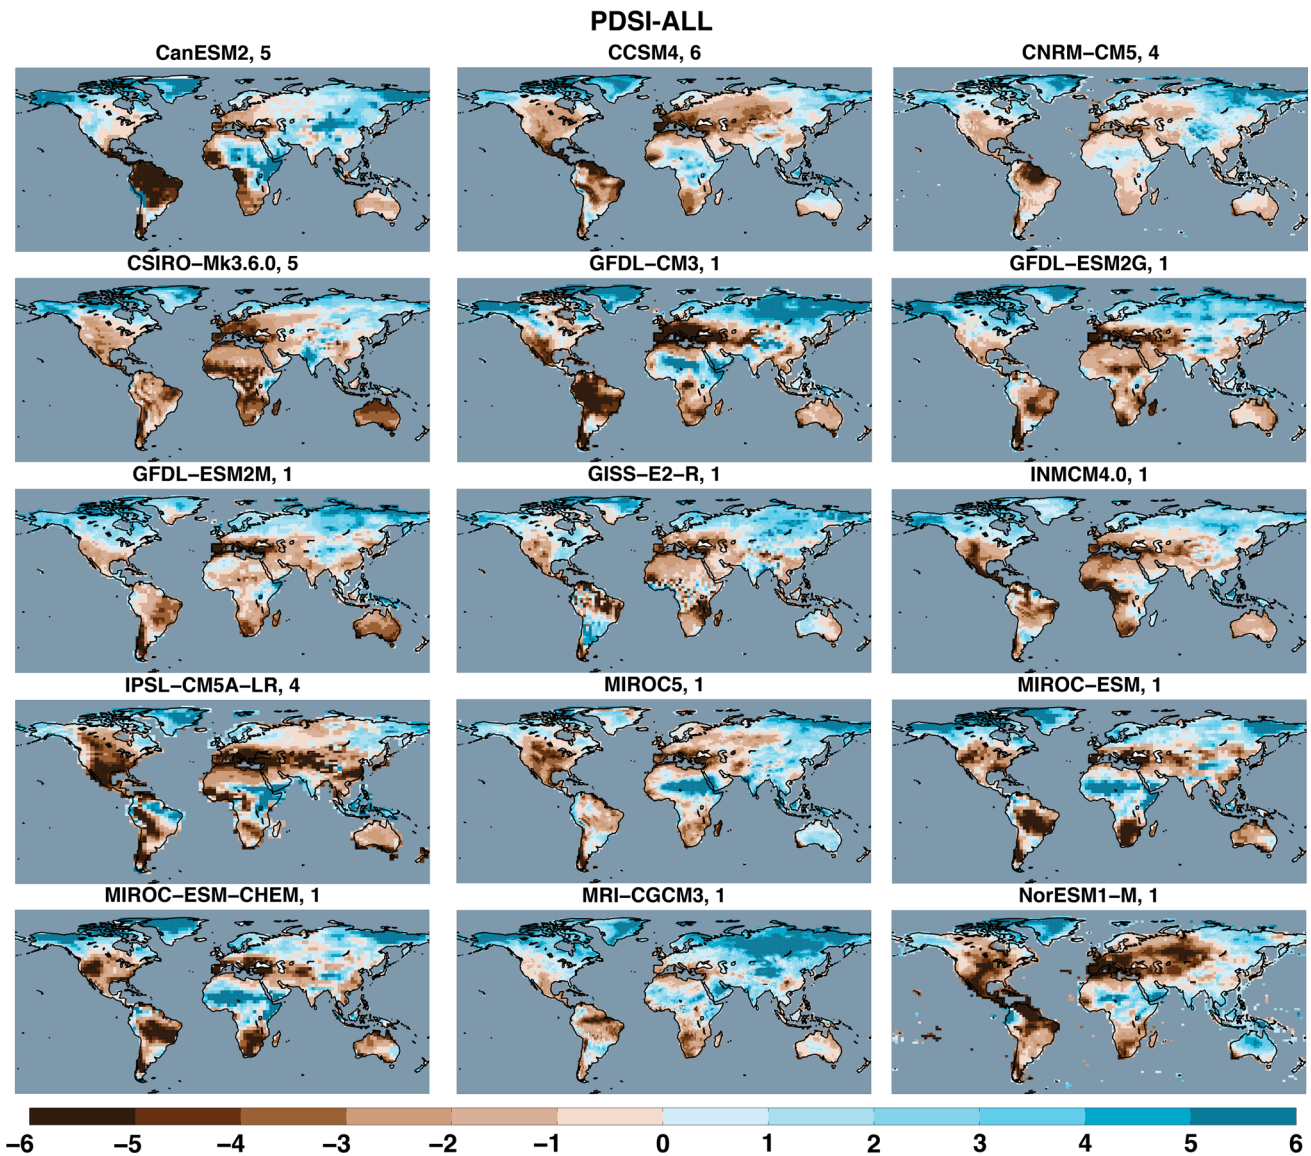 PDSI-ALL
CanESM2, 5
CCSM4, 6
CNRM−CM5, 4
CSIRO−Mk3.6.0, 5
GFDL−CM3, 1
GFDL−ESM2G, 1
GFDL−ESM2M, 1
GISS−E2−R, 1
INMCM4.0, 1
IPSL−CM5A−LR, 4
MIROC5, 1
MIROC−ESM, 1
MIROC−ESM−CHEM, 1
MRI−CGCM3, 1
NorESM1−M, 1
−6 −5 −4 −3 −2 −1 0 1 2 3 4 5 6